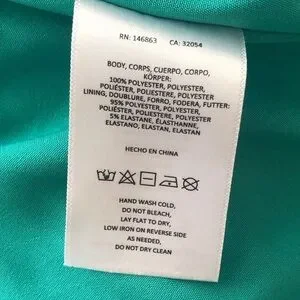 RN: 146863 CA: 32054
BODY, CORPS, CUERPO, CORPO,
KÖRPER:
100% POLYESTER, POLYESTER,
POLIÉSTER, POLIESTERE, POLYESTER
LINING, DOUBLURE, FORRO, FODERA, FUTTER:
95% POLYESTER, POLYESTER,
POLIÉSTER, POLIESTERE, POLYESTER
5% ELASTANE, ÉLASTHANNE,
ELASTANO, ELASTAN, ELASTAN
HECHO EN CHINA
HAND WASH COLD,
DO NOT BLEACH,
LAY FLAT TO DRY,
LOW IRON ON REVERSE SIDE
AS NEEDED,
DO NOT DRY CLEAN